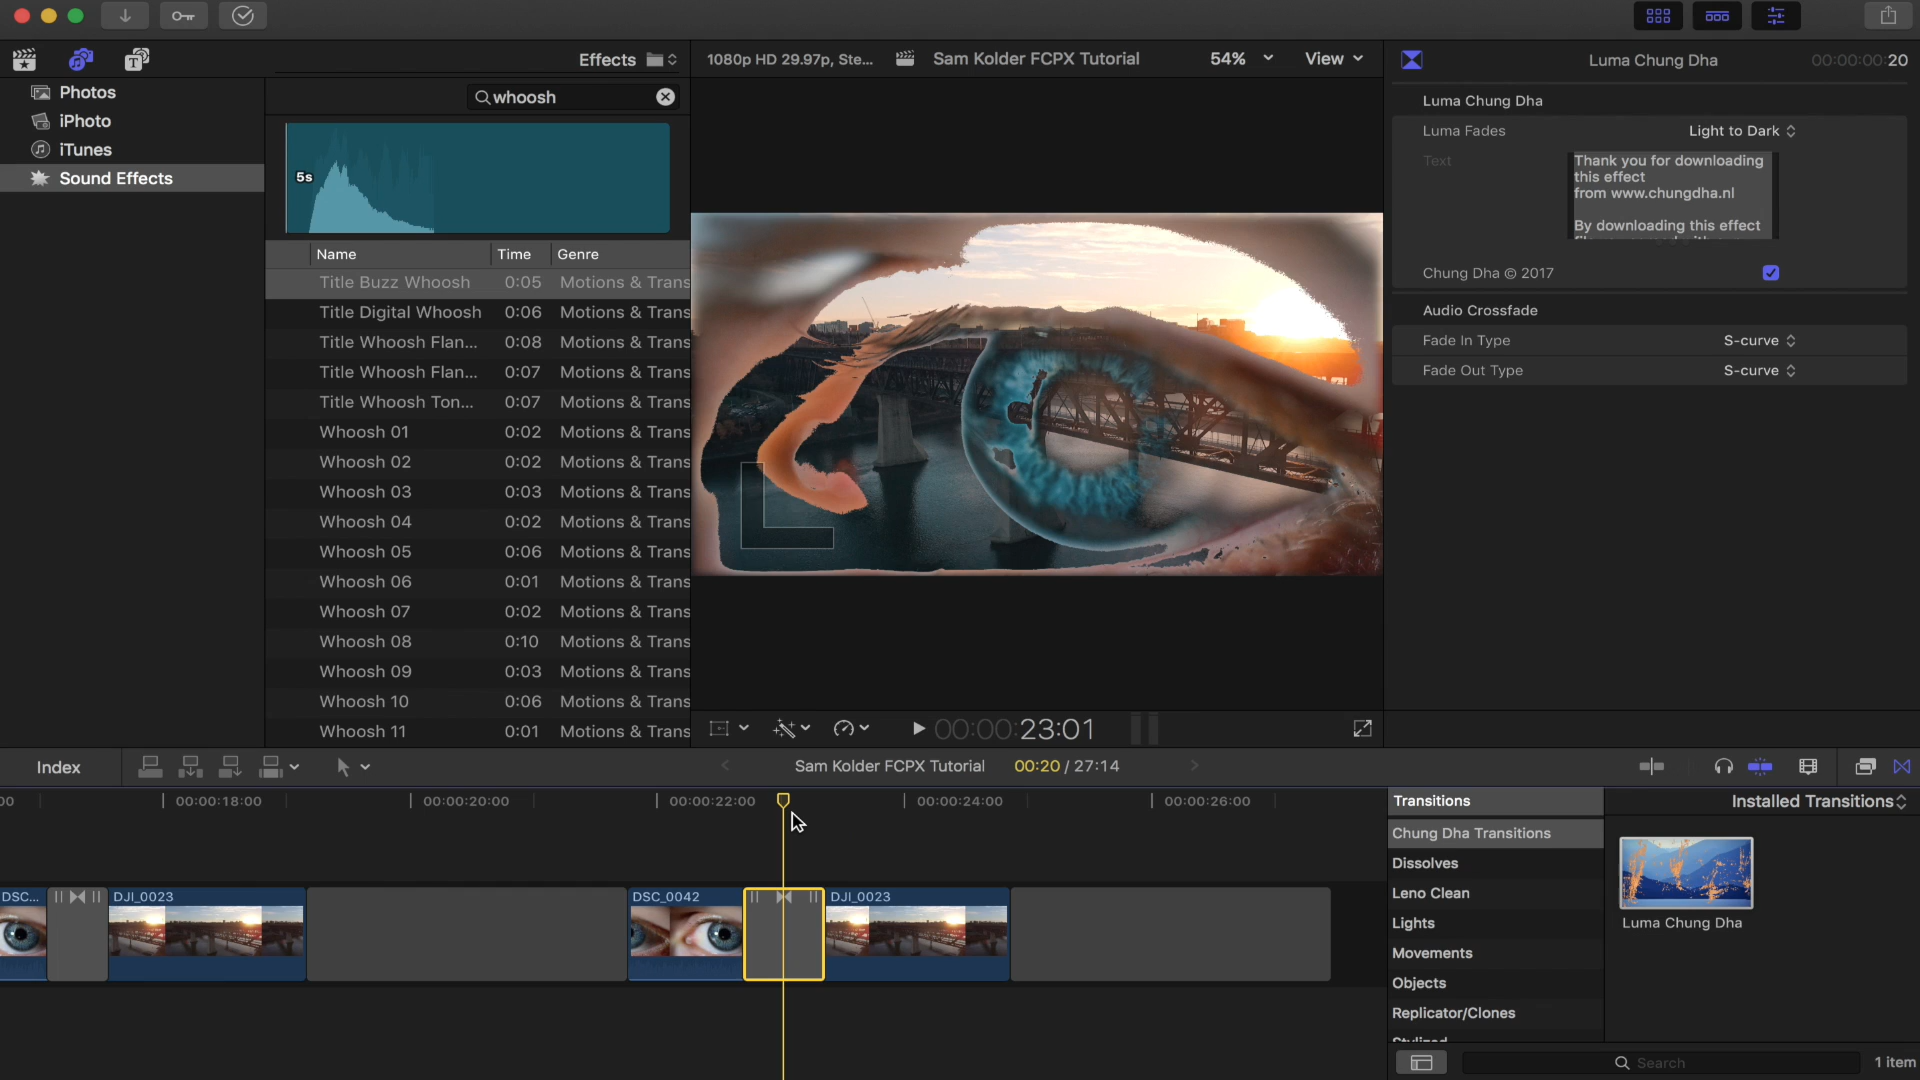 Effects
1080p HD 29.97p, Ste...
Sam Kolder FCPX Tutorial
54%
View
Luma Chung Dha
00:00:00:20
Photos
iPhoto
iTunes
Sound Effects
whoosh
5s
Name Time Genre
Title Buzz Whoosh 0:05 Motions & Trans
Title Digital Whoosh 0:06 Motions & Trans
Title Whoosh Flan... 0:08 Motions & Trans
Title Whoosh Flan... 0:07 Motions & Trans
Title Whoosh Ton... 0:07 Motions & Trans
Whoosh 01 0:02 Motions & Trans
Whoosh 02 0:02 Motions & Trans
Whoosh 03 0:03 Motions & Trans
Whoosh 04 0:02 Motions & Trans
Whoosh 05 0:06 Motions & Trans
Whoosh 06 0:01 Motions & Trans
Whoosh 07 0:02 Motions & Trans
Whoosh 08 0:10 Motions & Trans
Whoosh 09 0:03 Motions & Trans
Whoosh 10 0:06 Motions & Trans
Whoosh 11 0:01 Motions & Trans
Luma Chung Dha
Luma Fades Light to Dark
Text
Thank you for downloading
this effect
from www.chungdha.nl
By downloading this effect
Chung Dha © 2017
Audio Crossfade
Fade In Type S-curve
Fade Out Type S-curve
00:00:23:01
Index
Sam Kolder FCPX Tutorial
00:20 / 27:14
00 00:00:18:00 00:00:20:00 00:00:22:00 00:00:24:00 00:00:26:00
DSC... DJI_0023 DSC_0042 DJI_0023
Transitions
Installed Transitions
Chung Dha Transitions
Dissolves
Leno Clean
Lights
Movements
Objects
Replicator/Clones
Stylized
Luma Chung Dha
Search
1 item